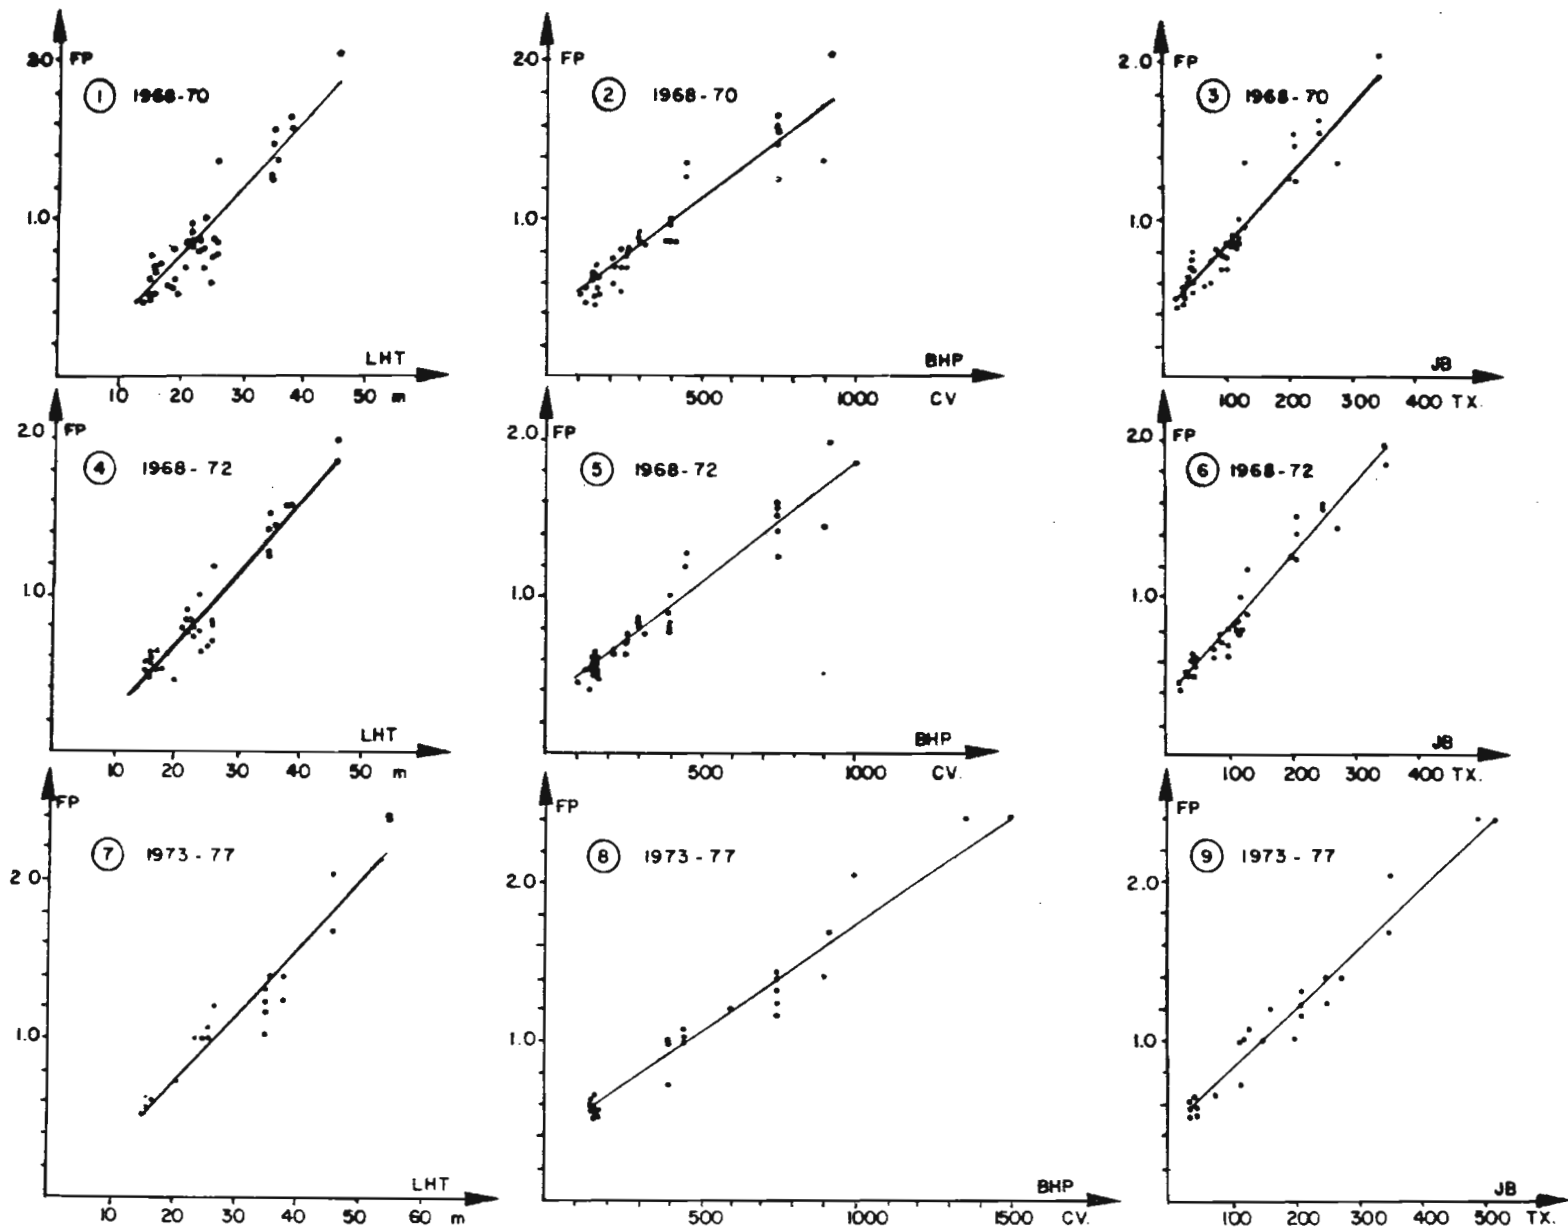 2.0 FP
1 1968-70
1.0
LHT
10 20 30 40 50 m
2.0 FP
2 1968-70
1.0
BHP
500 1000 CV
2.0 FP
3 1968-70
1.0
JB
100 200 300 400 TX.
2.0 FP
4 1968-72
1.0
LHT
10 20 30 40 50 m
2.0 FP
5 1968-72
1.0
BHP
500 1000 CV.
2.0 FP
6 1968-72
1.0
JB
100 200 300 400 TX.
FP
7 1973-77
2.0
1.0
LHT
10 20 30 40 50 60 m
FP
8 1973-77
2.0
1.0
BHP
500 1000 1500 CV.
FP
9 1973-77
2.0
1.0
JB
100 200 300 400 500 TX.